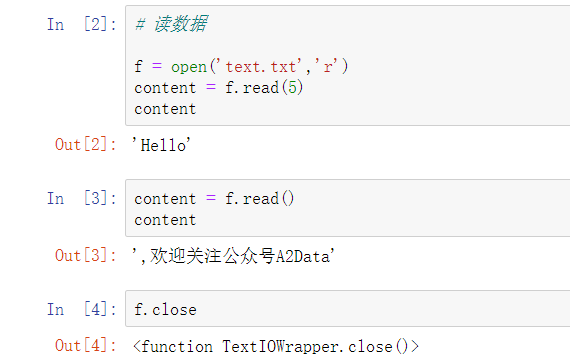 In [2]: # 读数据
f = open('text.txt','r')
content = f.read(5)
content
Out[2]: 'Hello'
In [3]: content = f.read()
content
Out[3]: ',欢迎关注公众号A2Data'
In [4]: f.close
Out[4]: <function TextIOWrapper.close()>